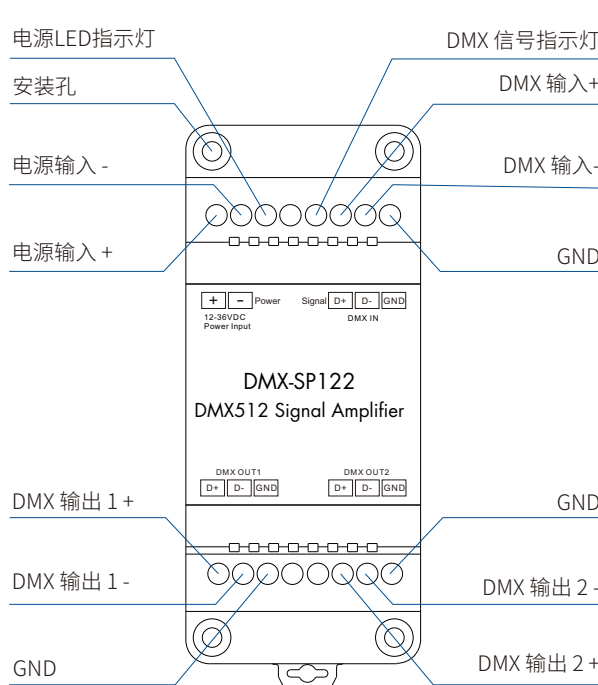 电源LED指示灯
DMX 信号指示灯
安装孔
DMX 输入+
电源输入 -
DMX 输入-
电源输入 +
GND
+ - Power
Signal D+ D- GND
12-36VDC
Power Input
DMX IN
DMX-SP122
DMX512 Signal Amplifier
DMX OUT1
DMX OUT2
D+ D- GND
D+ D- GND
DMX 输出 1 +
GND
DMX 输出 1 -
DMX 输出 2 -
GND
DMX 输出 2 +